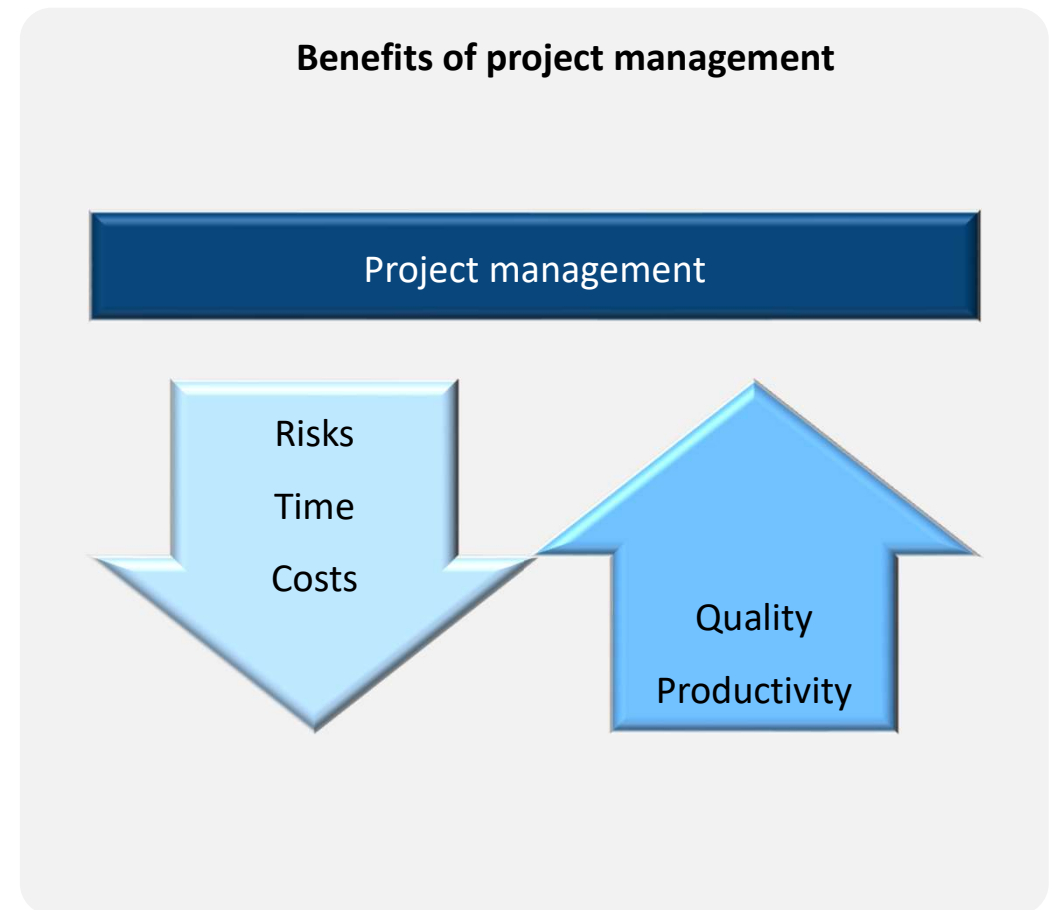 Benefits of project management
Project management
Risks
Time
Costs
Quality
Productivity